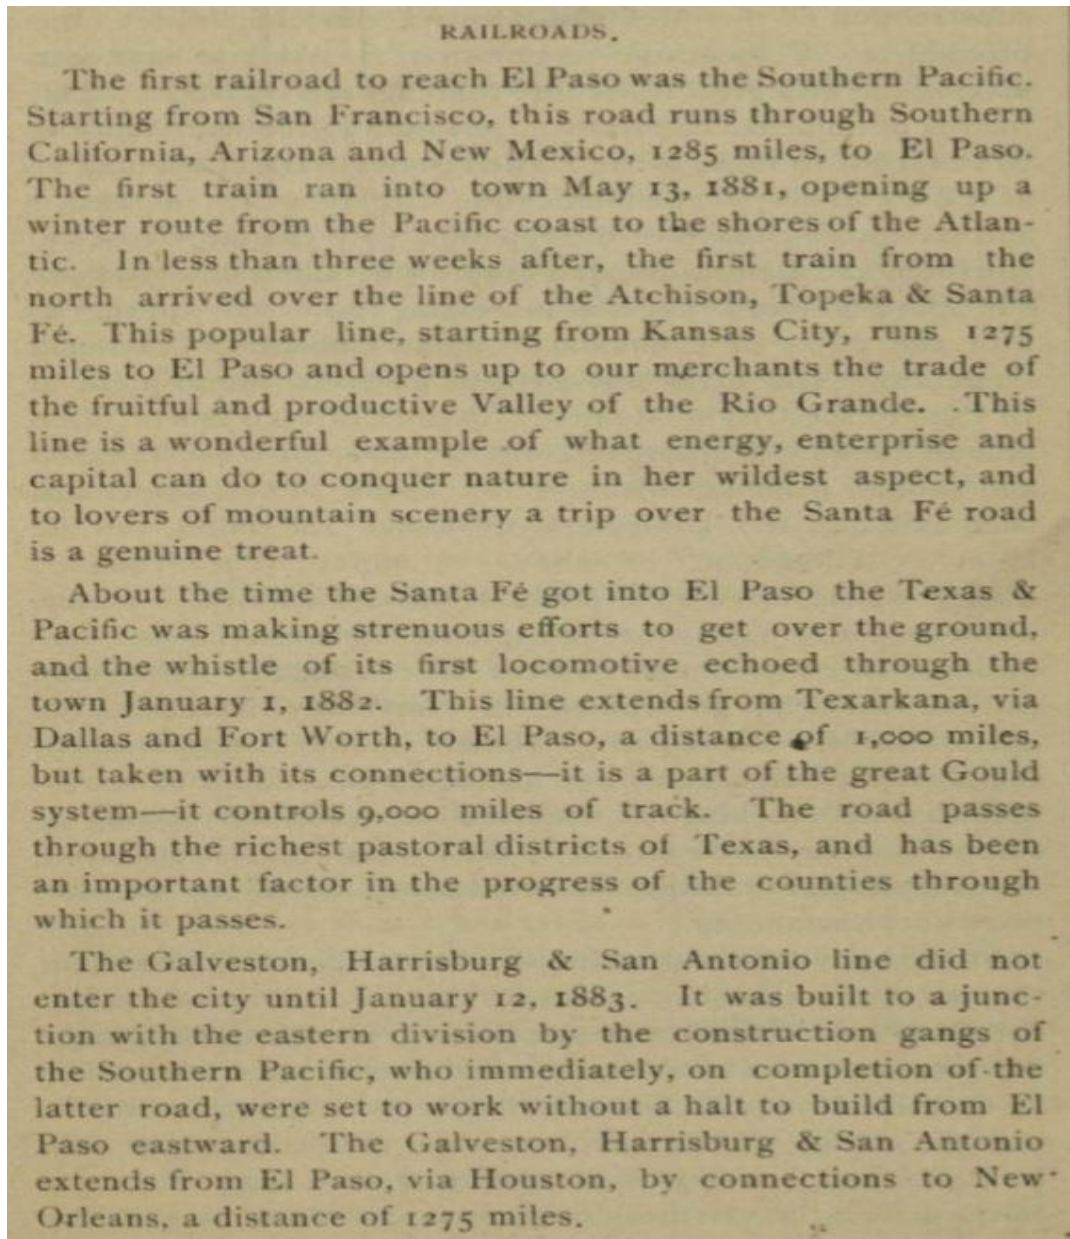 RAILROADS.
The first railroad to reach El Paso was the Southern Pacific.
Starting from San Francisco, this road runs through Southern
California, Arizona and New Mexico, 1285 miles, to El Paso.
The first train ran into town May 13, 1881, opening up a
winter route from the Pacific coast to the shores of the Atlan-
tic. In less than three weeks after, the first train from the
north arrived over the line of the Atchison, Topeka & Santa
Fé. This popular line, starting from Kansas City, runs 1275
miles to El Paso and opens up to our merchants the trade of
the fruitful and productive Valley of the Rio Grande. This
line is a wonderful example of what energy, enterprise and
capital can do to conquer nature in her wildest aspect, and
to lovers of mountain scenery a trip over the Santa Fé road
is a genuine treat.
About the time the Santa Fé got into El Paso the Texas &
Pacific was making strenuous efforts to get over the ground,
and the whistle of its first locomotive echoed through the
town January 1, 1882. This line extends from Texarkana, via
Dallas and Fort Worth, to El Paso, a distance of 1,000 miles,
but taken with its connections—it is a part of the great Gould
system—it controls 9,000 miles of track. The road passes
through the richest pastoral districts of Texas, and has been
an important factor in the progress of the counties through
which it passes.
The Galveston, Harrisburg & San Antonio line did not
enter the city until January 12, 1883. It was built to a junc-
tion with the eastern division by the construction gangs of
the Southern Pacific, who immediately, on completion of the
latter road, were set to work without a halt to build from El
Paso eastward. The Galveston, Harrisburg & San Antonio
extends from El Paso, via Houston, by connections to New
Orleans, a distance of 1275 miles.